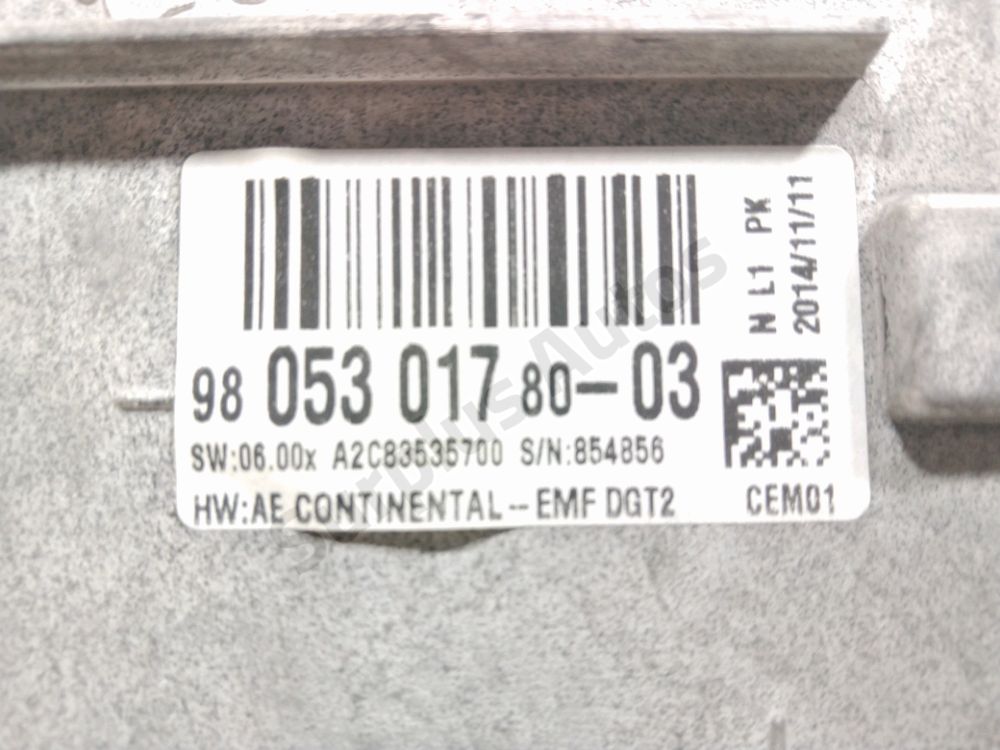 98 053 017 80-03
SW:06.00x A2C83535700 S/N:854856
HW:AE CONTINENTAL--EMF DGT2
N L1 PK
2014/11/11
CEM01
SurplusAutos